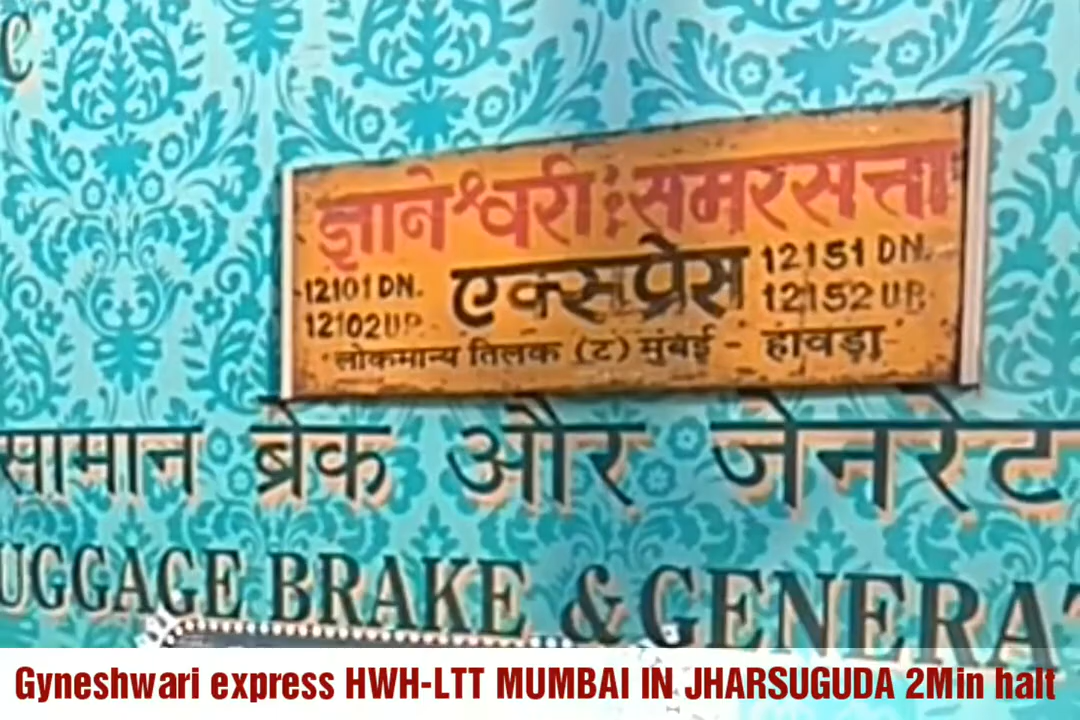 ज्ञानेश्वरी : समरसत्ता
एक्सप्रेस
12101 DN.
12102 UP.
12151 DN.
12152 UP.
लोकमान्य तिलक (ट) मुंबई - हावड़ा
सामान ब्रेक और जेनरेट
UGGAGE BRAKE & GENERAT
Gyneshwari express HWH-LTT MUMBAI IN JHARSUGUDA 2Min halt